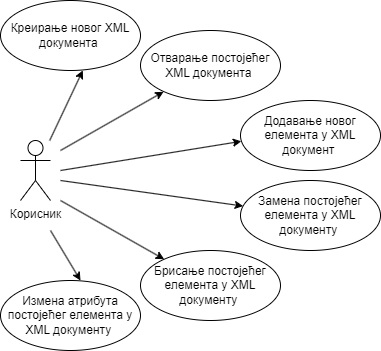 Креирање новог XML
документа
Отварање постојећег
XML документа
Додавање новог
елемента у XML
документ
Корисник
Замена постојећег
елемента у XML
документу
Брисање постојећег
елемента у XML
документу
Измена атрибута
постојећег елемента у
XML документу